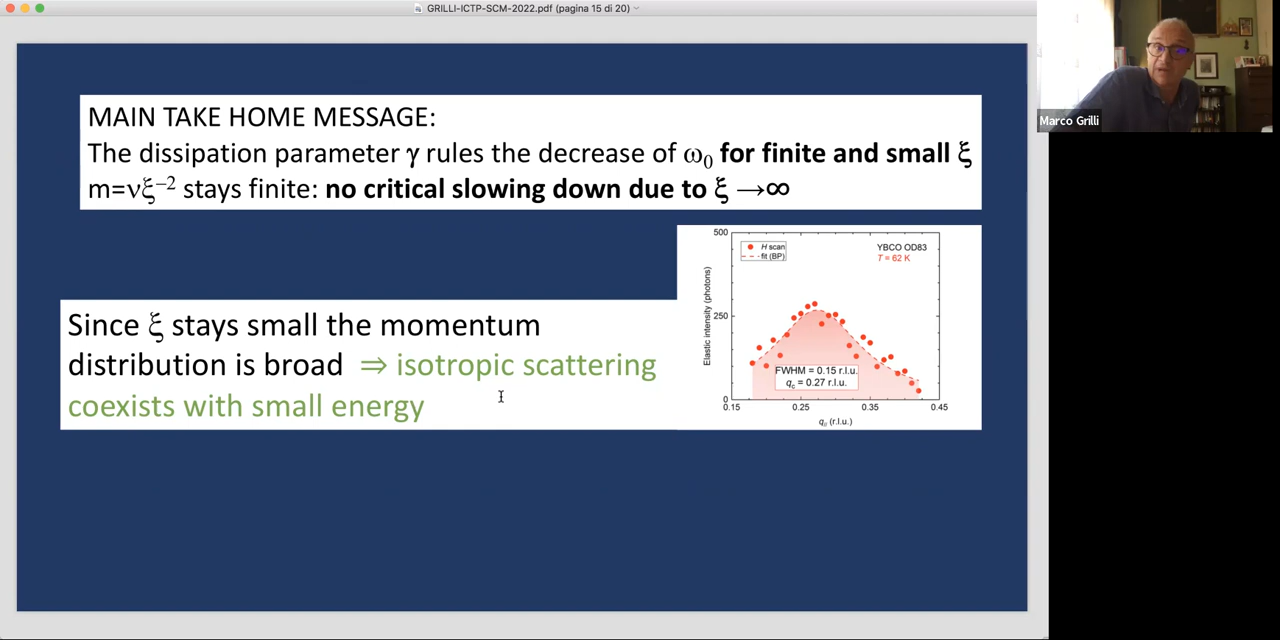 GRILLI-ICTP-SCM-2022.pdf (pagina 15 di 20)
MAIN TAKE HOME MESSAGE:
The dissipation parameter γ rules the decrease of ω₀ for finite and small ξ
m=νξ⁻² stays finite: no critical slowing down due to ξ →∞
Since ξ stays small the momentum
distribution is broad ⇒ isotropic scattering
coexists with small energy
500
250
0
Elastic intensity (photons)
H scan
fit (BP)
YBCO OD83
T = 62 K
FWHM = 0.15 r.l.u.
qc = 0.27 r.l.u.
0.15 0.25 0.35 0.45
q// (r.l.u.)
Marco Grilli